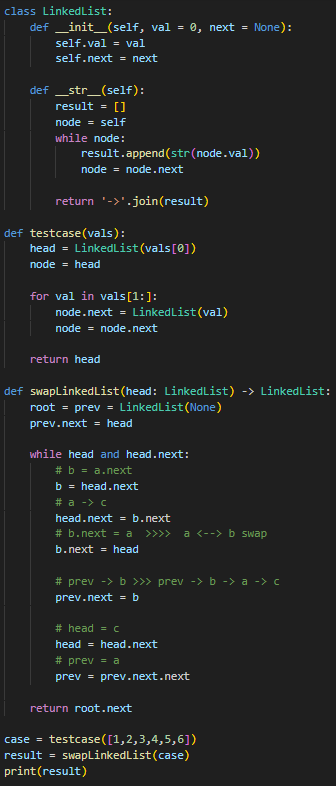 class LinkedList:
    def __init__(self, val = 0, next = None):
        self.val = val
        self.next = next

    def __str__(self):
        result = []
        node = self
        while node:
            result.append(str(node.val))
            node = node.next

        return '->'.join(result)

def testcase(vals):
    head = LinkedList(vals[0])
    node = head

    for val in vals[1:]:
        node.next = LinkedList(val)
        node = node.next

    return head

def swapLinkedList(head: LinkedList) -> LinkedList:
    root = prev = LinkedList(None)
    prev.next = head

    while head and head.next:
        # b = a.next
        b = head.next
        # a -> c
        head.next = b.next
        # b.next = a  >>>>  a <--> b swap
        b.next = head

        # prev -> b >>> prev -> b -> a -> c
        prev.next = b

        # head = c
        head = head.next
        # prev = a
        prev = prev.next.next

    return root.next

case = testcase([1,2,3,4,5,6])
result = swapLinkedList(case)
print(result)